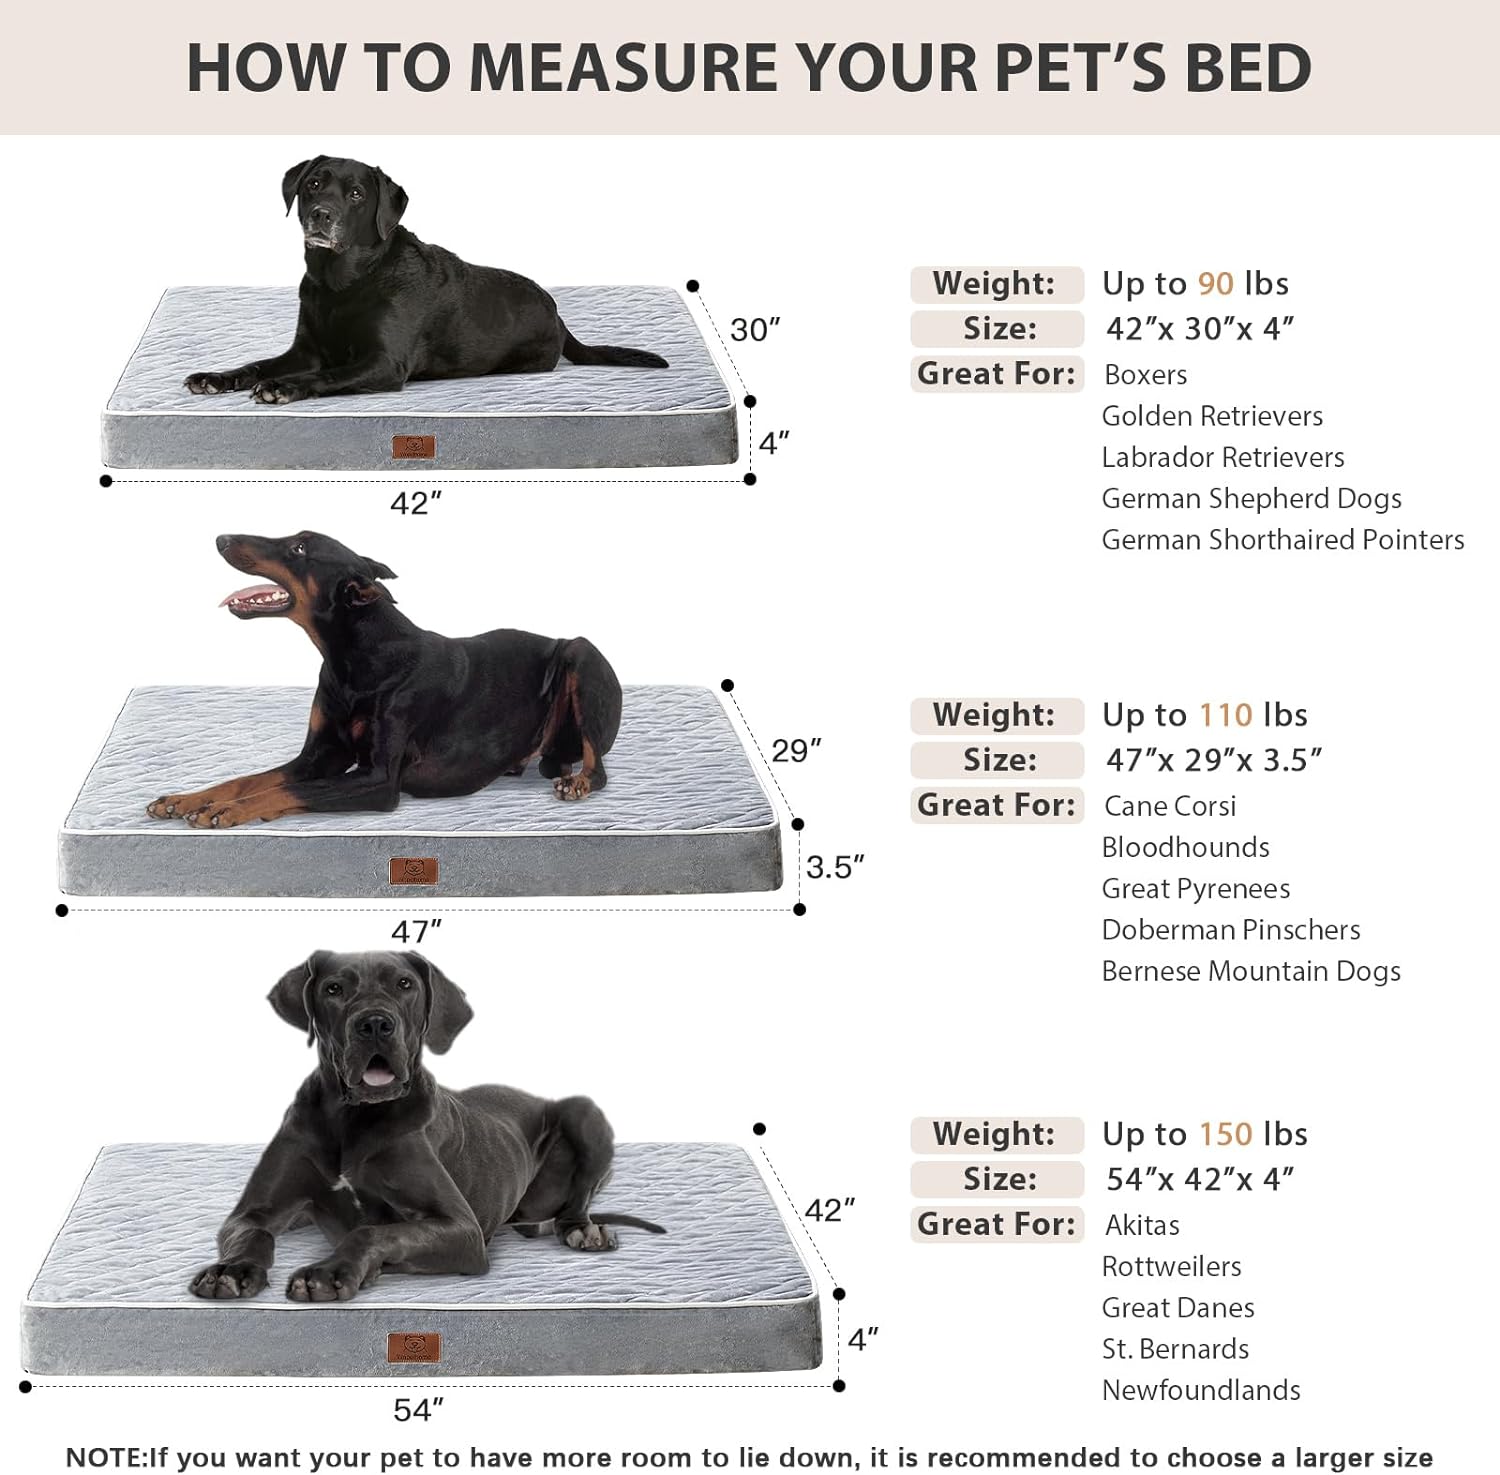 HOW TO MEASURE YOUR PET’S BED
Weight: Up to 90 lbs
Size: 42”x 30”x 4”
Great For: Boxers
Golden Retrievers
Labrador Retrievers
German Shepherd Dogs
German Shorthaired Pointers
30”
4”
42”
Weight: Up to 110 lbs
Size: 47”x 29”x 3.5”
Great For: Cane Corsi
Bloodhounds
Great Pyrenees
Doberman Pinschers
Bernese Mountain Dogs
29”
3.5”
47”
Weight: Up to 150 lbs
Size: 54”x 42”x 4”
Great For: Akitas
Rottweilers
Great Danes
St. Bernards
Newfoundlands
42”
4”
54”
NOTE:If you want your pet to have more room to lie down, it is recommended to choose a larger size